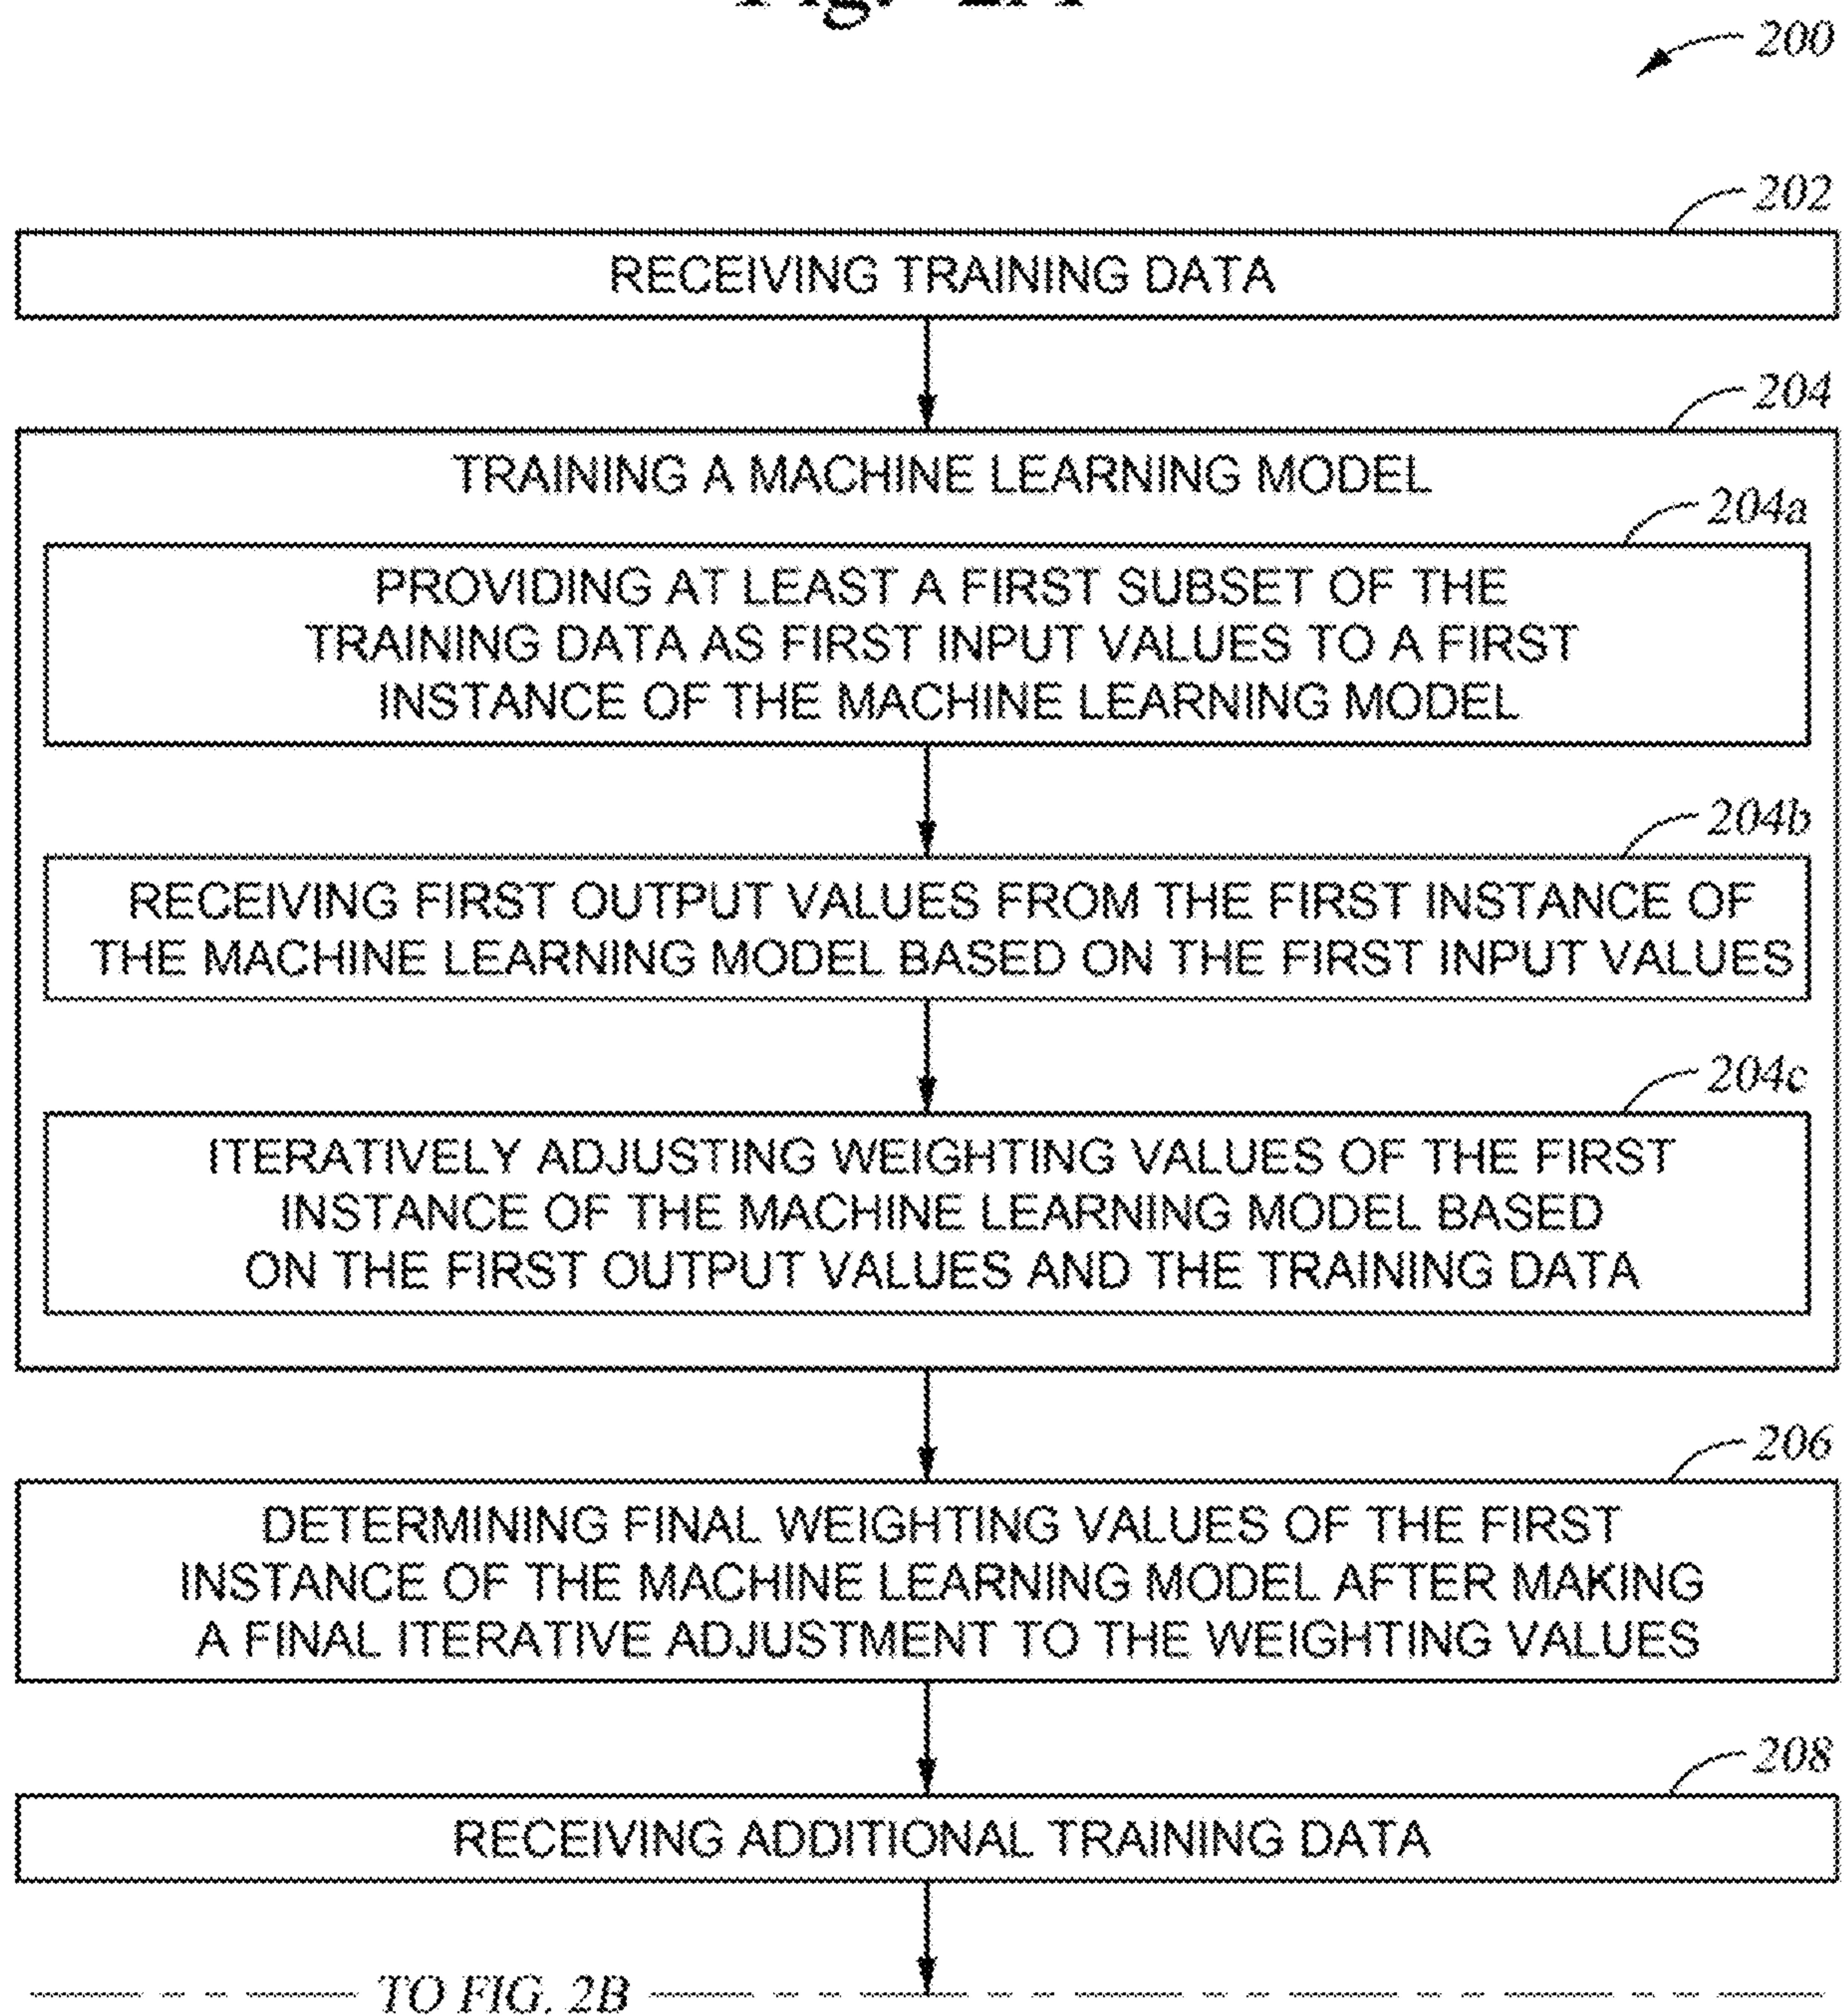 200
202
RECEIVING TRAINING DATA
204
TRAINING A MACHINE LEARNING MODEL
204a
PROVIDING AT LEAST A FIRST SUBSET OF THE
TRAINING DATA AS FIRST INPUT VALUES TO A FIRST
INSTANCE OF THE MACHINE LEARNING MODEL
204b
RECEIVING FIRST OUTPUT VALUES FROM THE FIRST INSTANCE OF
THE MACHINE LEARNING MODEL BASED ON THE FIRST INPUT VALUES
204c
ITERATIVELY ADJUSTING WEIGHTING VALUES OF THE FIRST
INSTANCE OF THE MACHINE LEARNING MODEL BASED
ON THE FIRST OUTPUT VALUES AND THE TRAINING DATA
206
DETERMINING FINAL WEIGHTING VALUES OF THE FIRST
INSTANCE OF THE MACHINE LEARNING MODEL AFTER MAKING
A FINAL ITERATIVE ADJUSTMENT TO THE WEIGHTING VALUES
208
RECEIVING ADDITIONAL TRAINING DATA
TO FIG. 2B